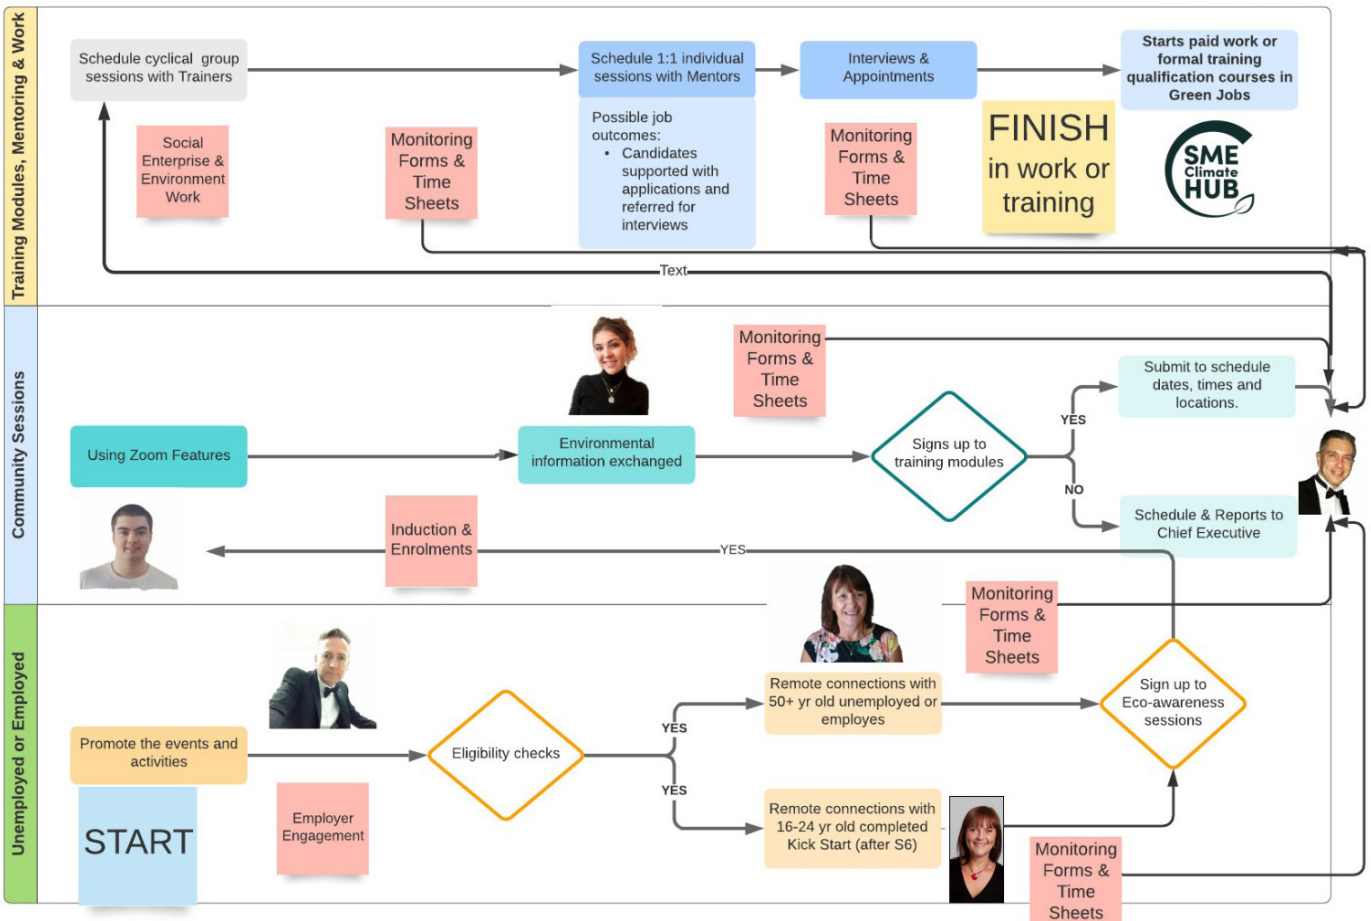 Training Modules, Mentoring & Work
Schedule cyclical group
sessions with Trainers
Schedule 1:1 individual
sessions with Mentors
Interviews &
Appointments
Starts paid work or
formal training
qualification courses in
Green Jobs
Social
Enterprise &
Environment
Work
Monitoring
Forms &
Time
Sheets
Possible job
outcomes:
• Candidates
supported with
applications and
referred for
interviews
Monitoring
Forms &
Time
Sheets
FINISH
in work or
training
SME
Climate
HUB
Text
Community Sessions
Using Zoom Features
Environmental
information exchanged
Monitoring
Forms &
Time
Sheets
Signs up to
training modules
YES
NO
Submit to schedule
dates, times and
locations.
Schedule & Reports to
Chief Executive
Induction &
Enrolments
YES
Unemployed or Employed
Promote the events and
activities
START
Employer
Engagement
Eligibility checks
YES
YES
Remote connections with
50+ yr old unemployed or
employes
Remote connections with
16-24 yr old completed
Kick Start (after S6)
Monitoring
Forms &
Time
Sheets
Sign up to
Eco-awareness
sessions
Monitoring
Forms &
Time
Sheets